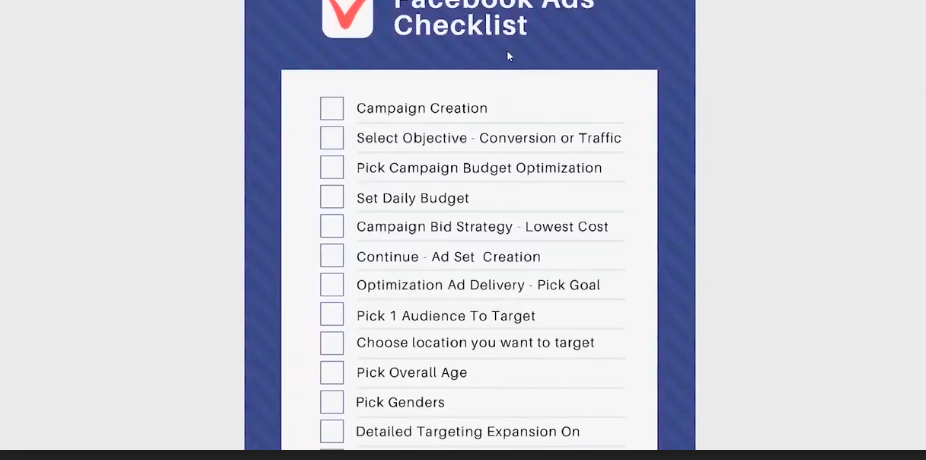 Facebook Ads
Checklist
Campaign Creation
Select Objective - Conversion or Traffic
Pick Campaign Budget Optimization
Set Daily Budget
Campaign Bid Strategy - Lowest Cost
Continue - Ad Set Creation
Optimization Ad Delivery - Pick Goal
Pick 1 Audience To Target
Choose location you want to target
Pick Overall Age
Pick Genders
Detailed Targeting Expansion On